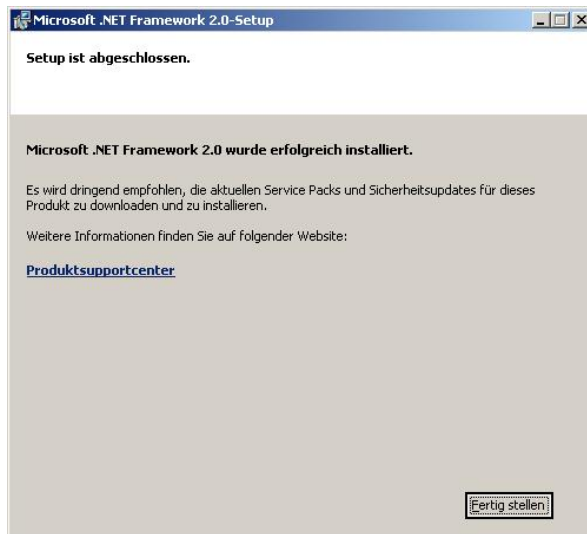 Microsoft .NET Framework 2.0-Setup
Setup ist abgeschlossen.
Microsoft .NET Framework 2.0 wurde erfolgreich installiert.
Es wird dringend empfohlen, die aktuellen Service Packs und Sicherheitsupdates für dieses
Produkt zu downloaden und zu installieren.
Weitere Informationen finden Sie auf folgender Website:
Produktsupportcenter
Fertig stellen